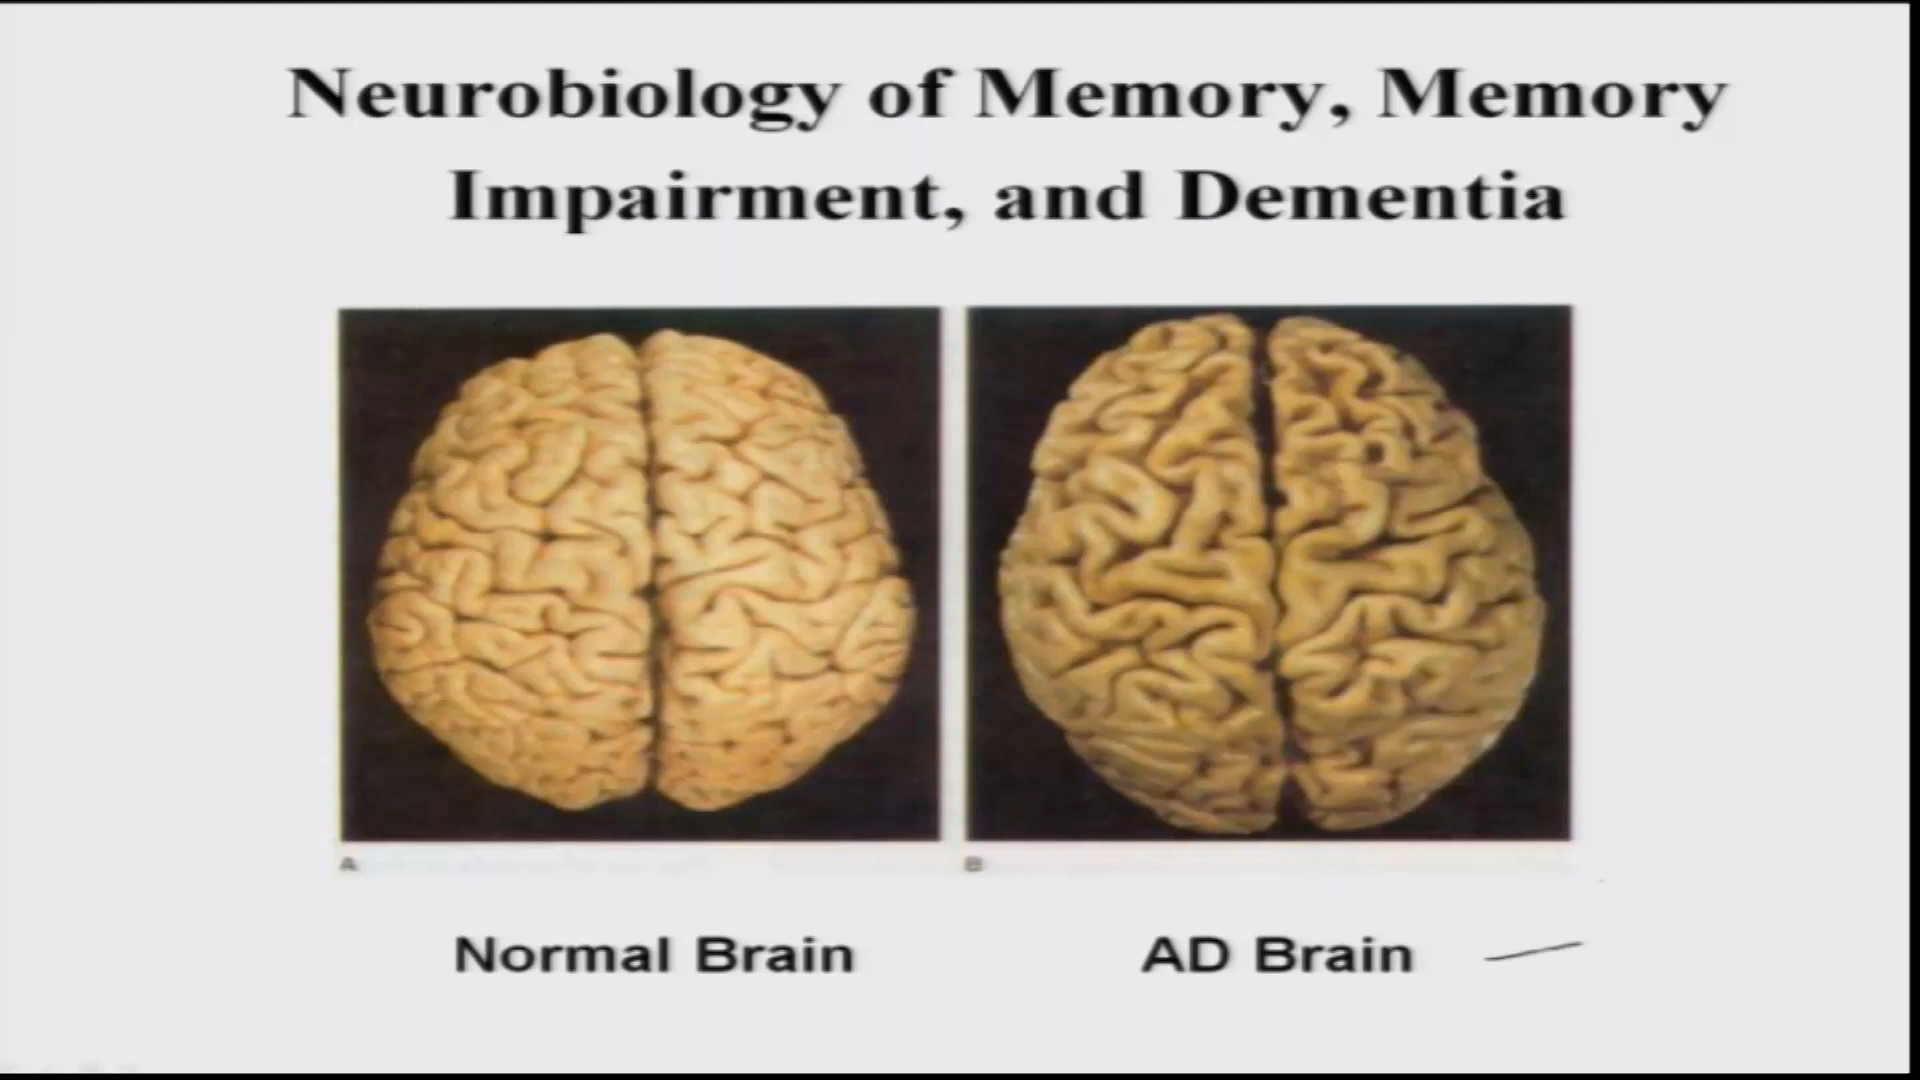 Neurobiology of Memory, Memory
Impairment, and Dementia
A
B
Normal Brain
AD Brain